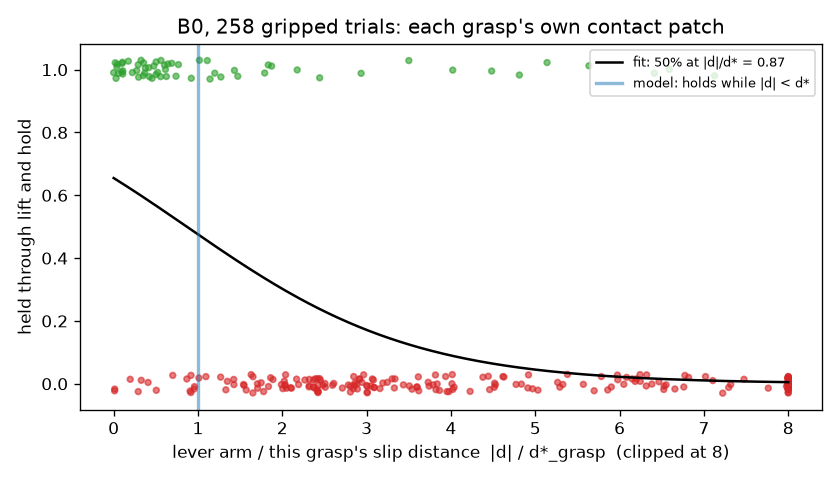 B0, 258 gripped trials: each grasp's own contact patch
fit: 50% at |d|/d* = 0.87
model: holds while |d| < d*
held through lift and hold
1.0
0.8
0.6
0.4
0.2
0.0
0 1 2 3 4 5 6 7 8
lever arm / this grasp's slip distance |d| / d*_grasp (clipped at 8)